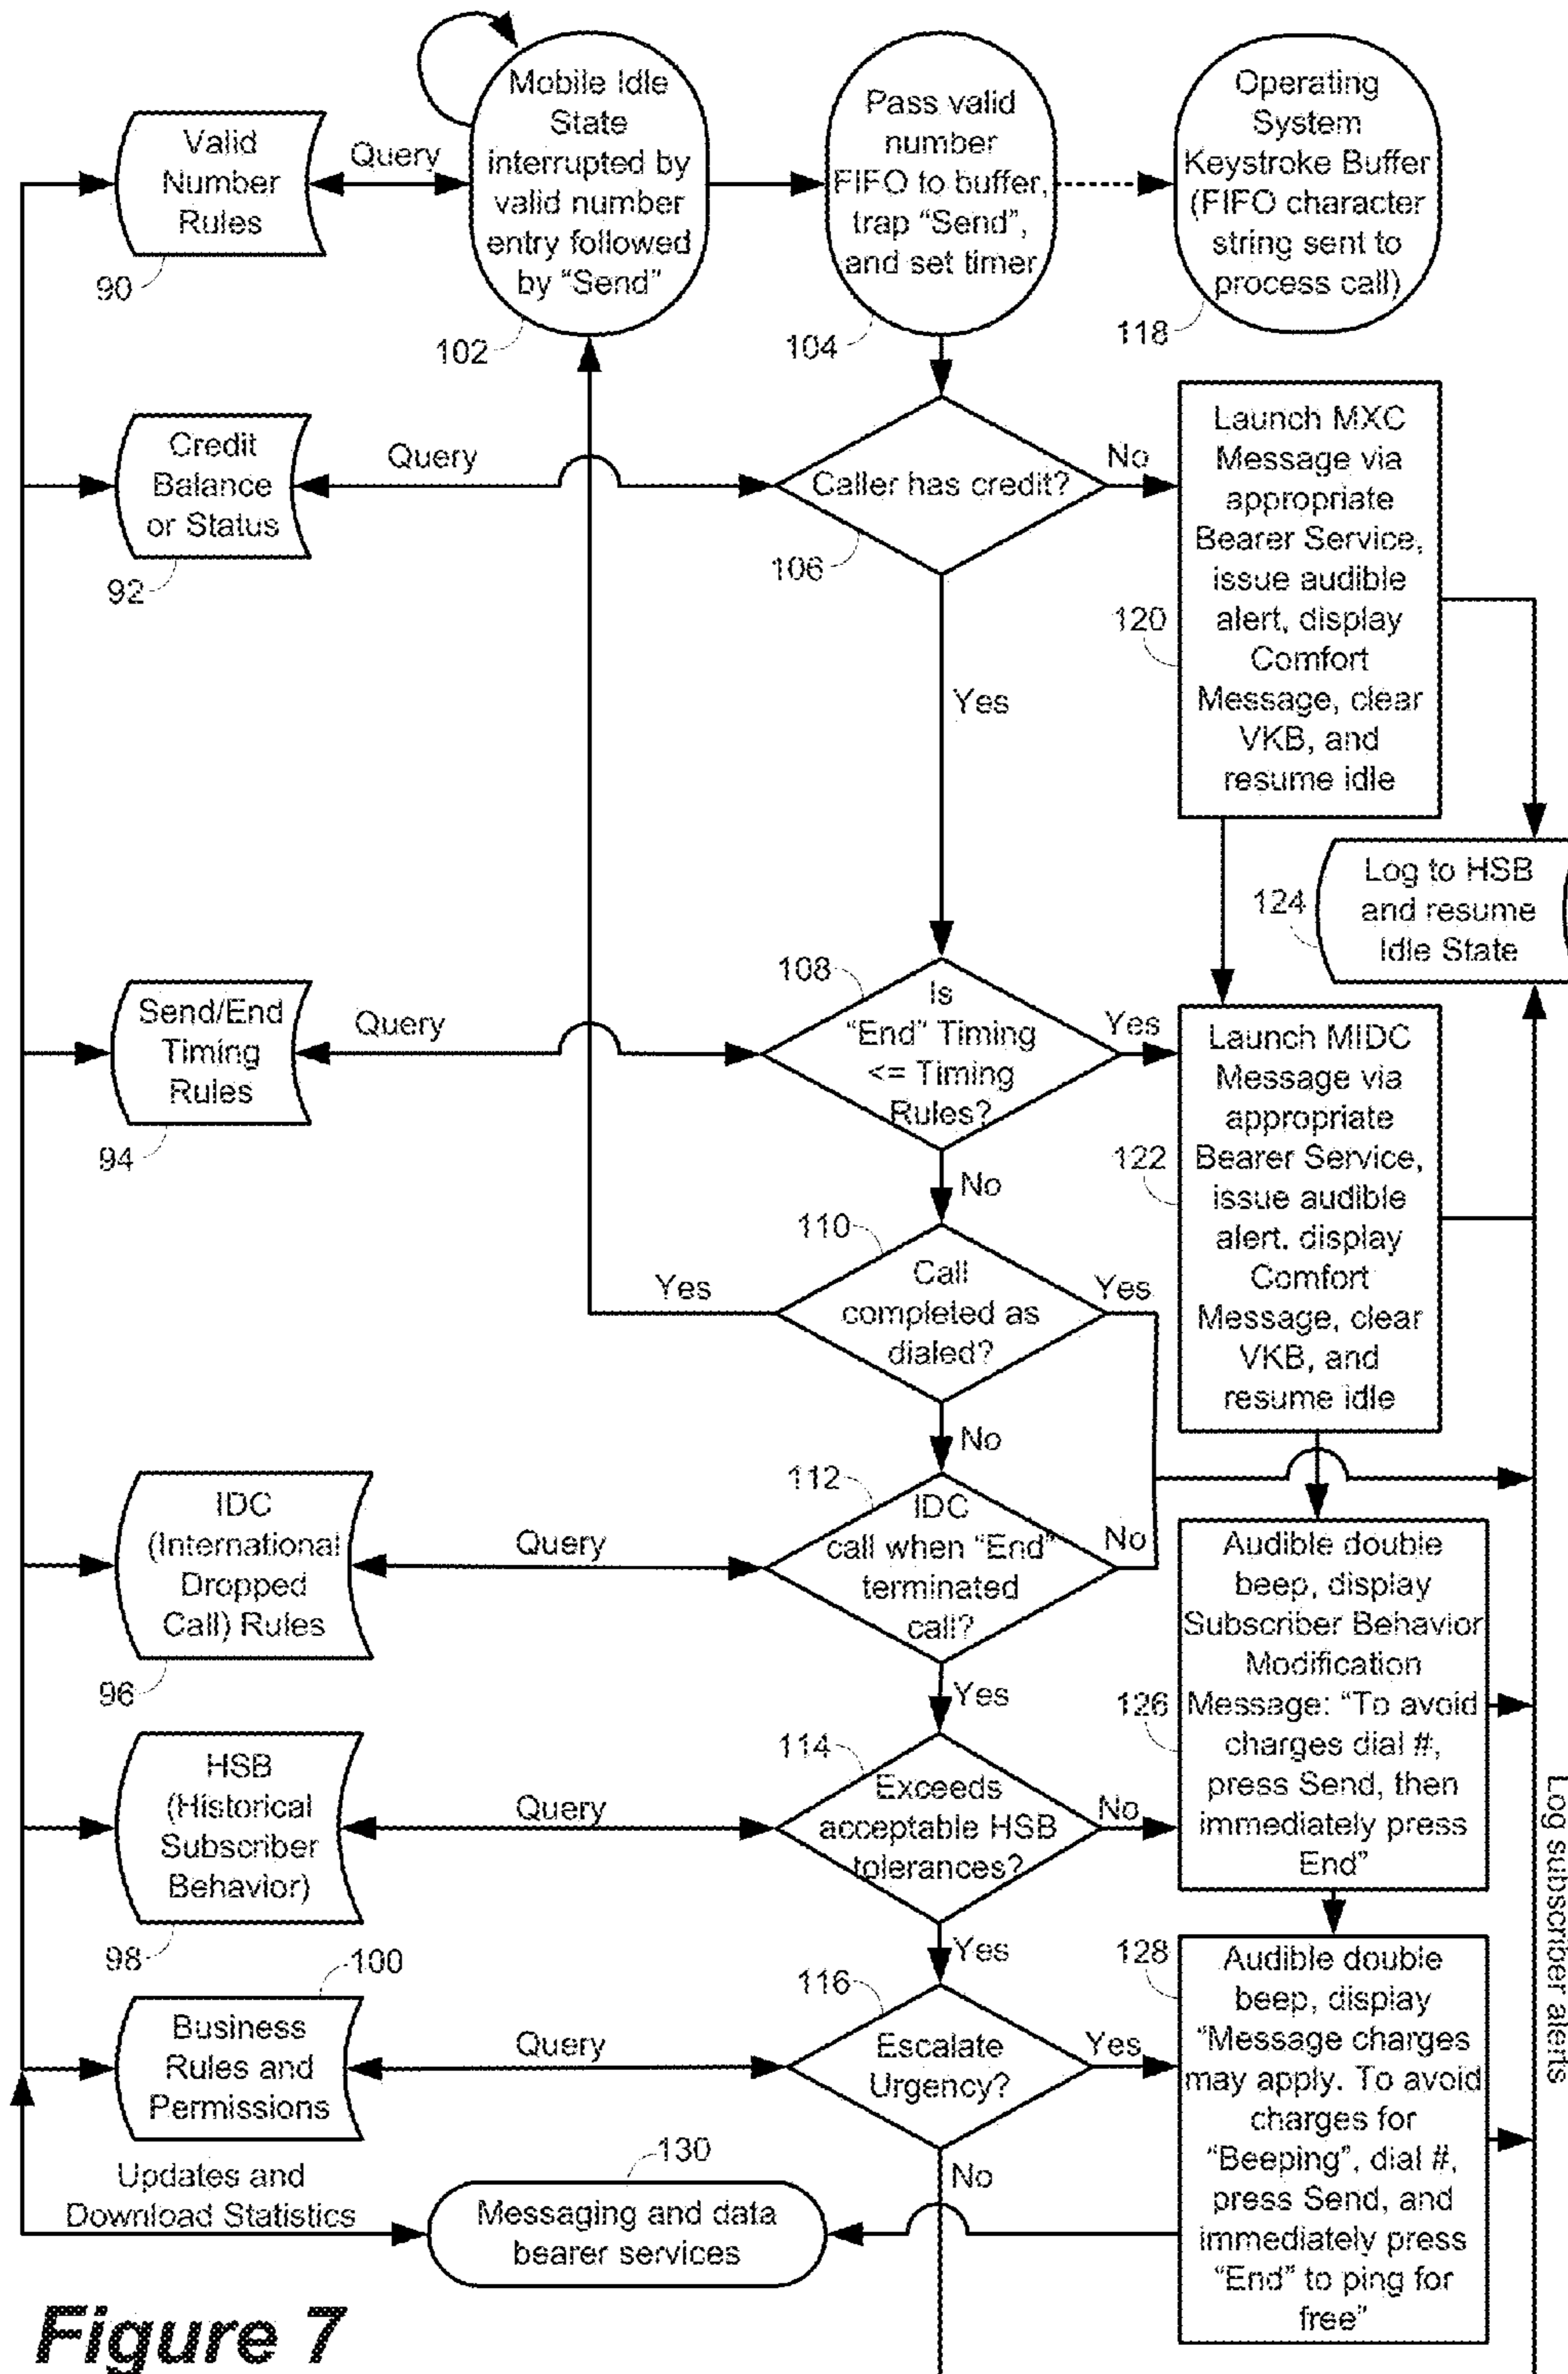 Valid
Number
Rules
90
Query
Mobile Idle
State
interrupted by
valid number
entry followed
by “Send”
102
Pass valid
number
FIFO to buffer,
trap “Send”,
and set timer
104
Operating
System
Keystroke Buffer
(FIFO character
string sent to
process call)
118
Credit
Balance
or Status
92
Query
Caller has credit?
106
No
Yes
Launch MXC
Message via
appropriate
Bearer Service,
issue audible
alert, display
Comfort
Message, clear
VKB, and
resume idle
120
Log to HSB
and resume
Idle State
124
Send/End
Timing
Rules
94
Query
108
Is
“End” Timing
<= Timing
Rules?
Yes
No
Launch MIDC
Message via
appropriate
Bearer Service,
issue audible
alert. display
Comfort
Message, clear
VKB, and
resume idle
122
110
Call
completed as
dialed?
Yes
Yes
No
IDC
(International
Dropped
Call) Rules
96
Query
112
IDC
call when “End”
terminated
call?
No
Yes
Audible double
beep, display
Subscriber Behavior
Modification
Message: “To avoid
charges dial #,
press Send, then
immediately press
End”
126
HSB
(Historical
Subscriber
Behavior)
98
Query
114
Exceeds
acceptable HSB
tolerances?
No
Yes
Log subscriber alerts
100
Business
Rules and
Permissions
Query
116
Escalate
Urgency?
Yes
No
128
Audible double
beep, display
“Message charges
may apply. To avoid
charges for
“Beeping”, dial #,
press Send, and
immediately press
“End” to ping for
free”
Updates and
Download Statistics
130
Messaging and data
bearer services
Figure 7